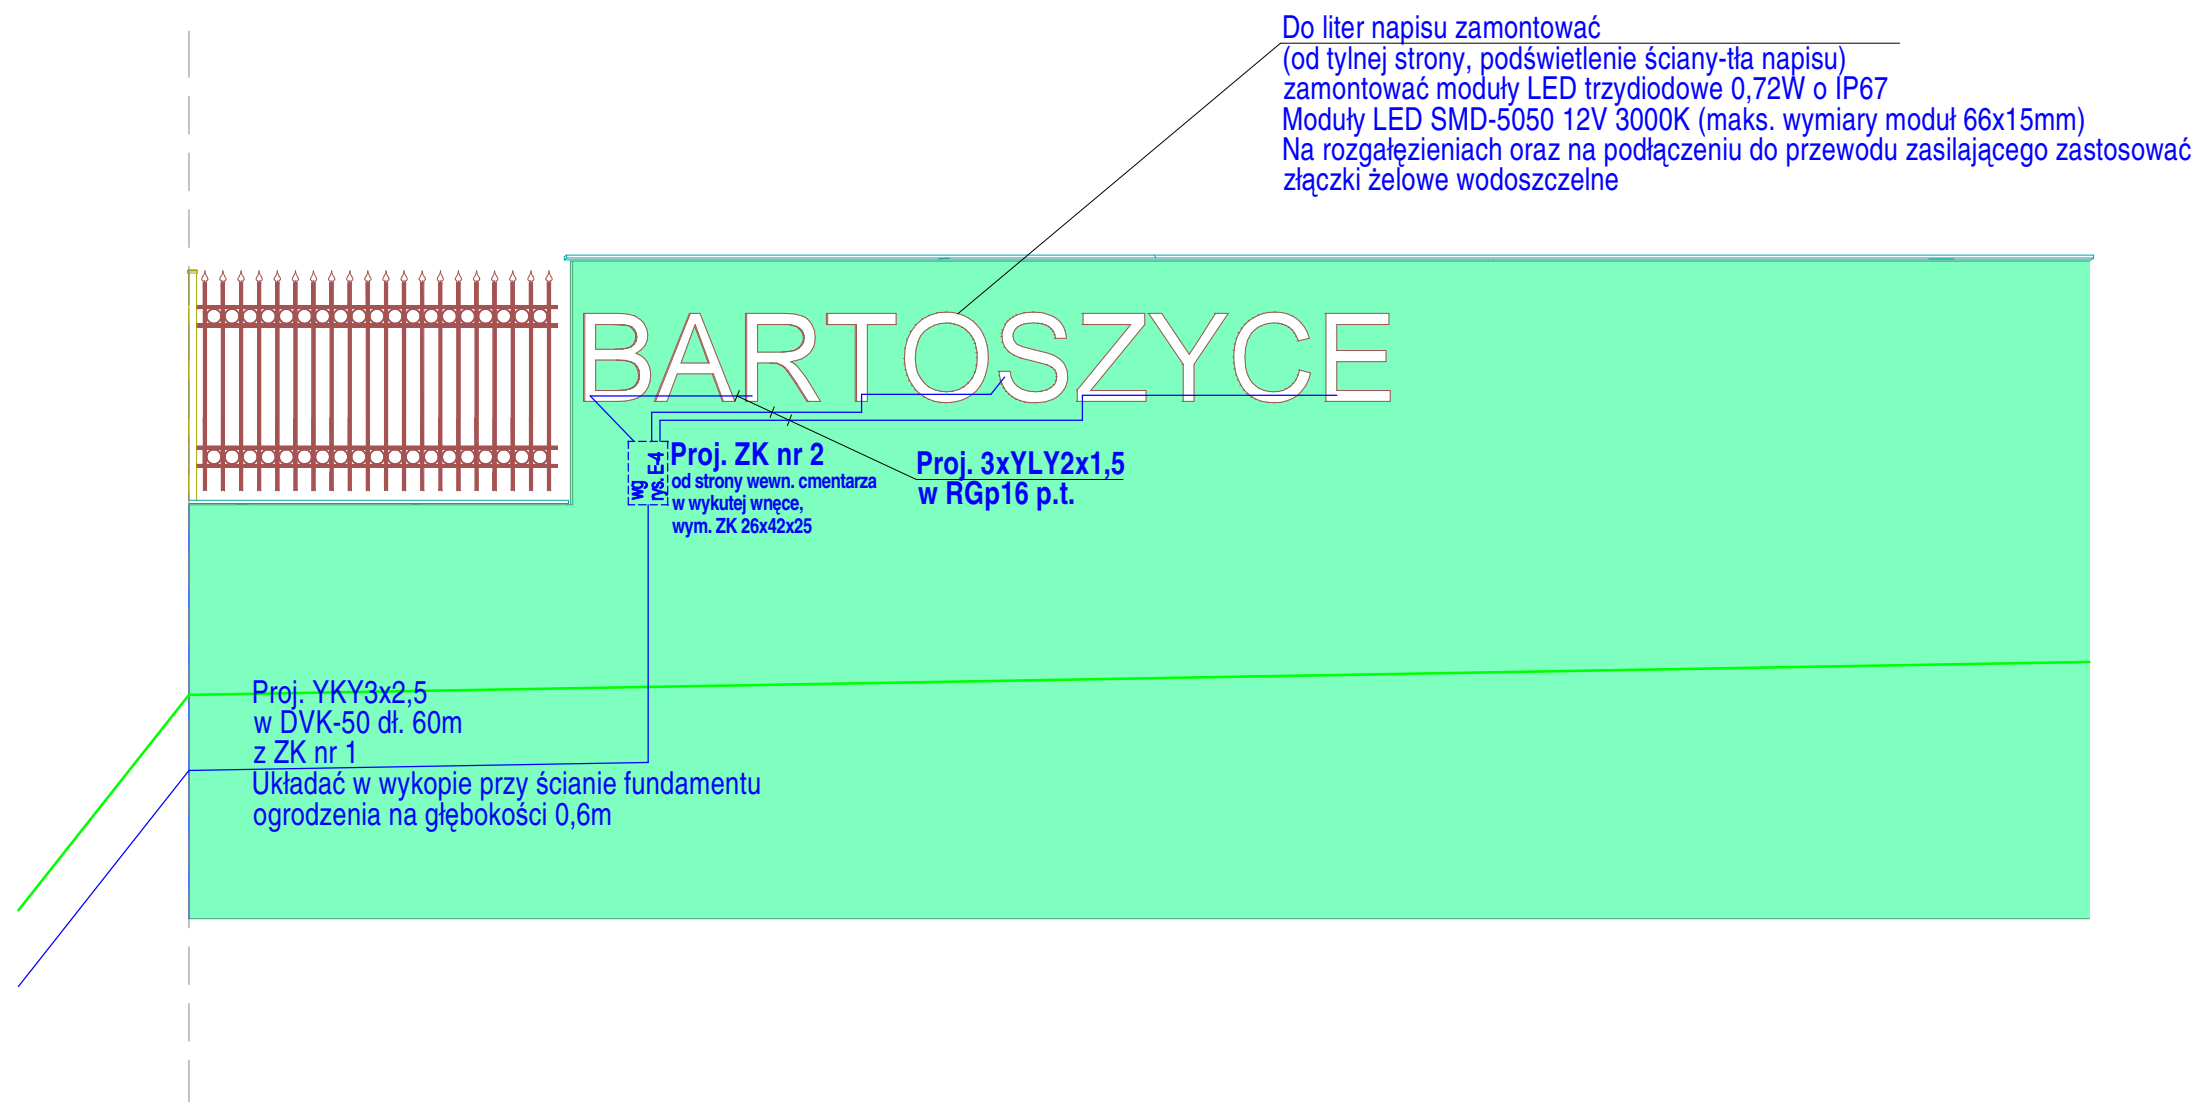 Do liter napisu zamontować
(od tylnej strony, podświetlenie ściany-tła napisu)
zamontować moduły LED trzydiodowe 0,72W o IP67
Moduły LED SMD-5050 12V 3000K (maks. wymiary moduł 66x15mm)
Na rozgałęzieniach oraz na podłączeniu do przewodu zasilającego zastosować
złączki żelowe wodoszczelne
BARTOSZYCE
wg
rys. E-4
Proj. ZK nr 2
od strony wewn. cmentarza
w wykutej wnęce,
wym. ZK 26x42x25
Proj. 3xYLY2x1,5
w RGp16 p.t.
Proj. YKY3x2,5
w DVK-50 dł. 60m
z ZK nr 1
Układać w wykopie przy ścianie fundamentu
ogrodzenia na głębokości 0,6m